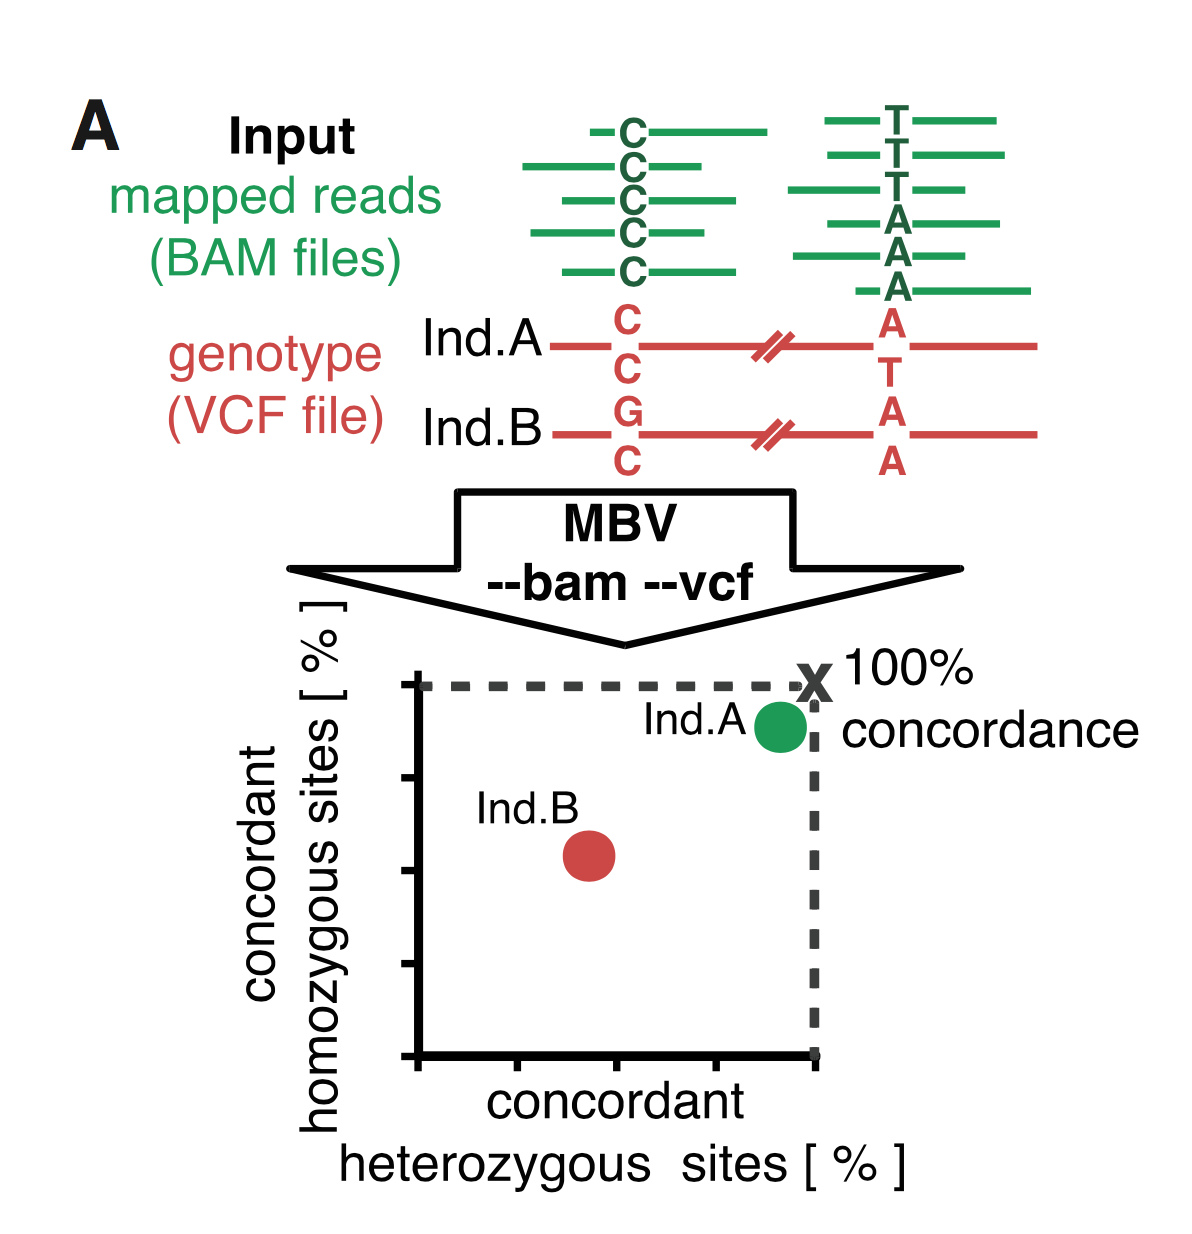 A
Input
mapped reads
(BAM files)
C
C
C
C
C
T
T
T
A
A
A
genotype
(VCF file)
Ind.A
C
C
A
T
Ind.B
G
C
A
A
MBV
--bam --vcf
concordant
homozygous sites [ % ]
X
100%
concordance
Ind.A
Ind.B
concordant
heterozygous sites [ % ]